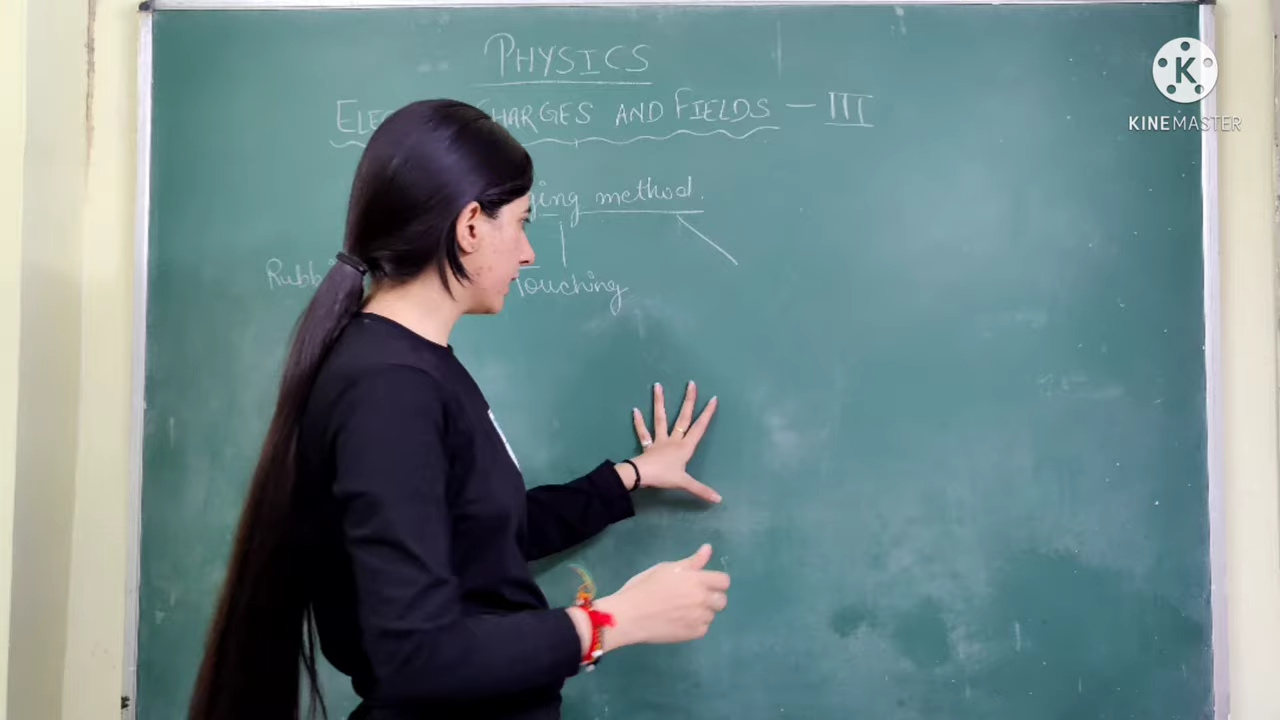 PHYSICS
CHARGES AND FIELDS - III
method.
Touching
K
KINEMASTER